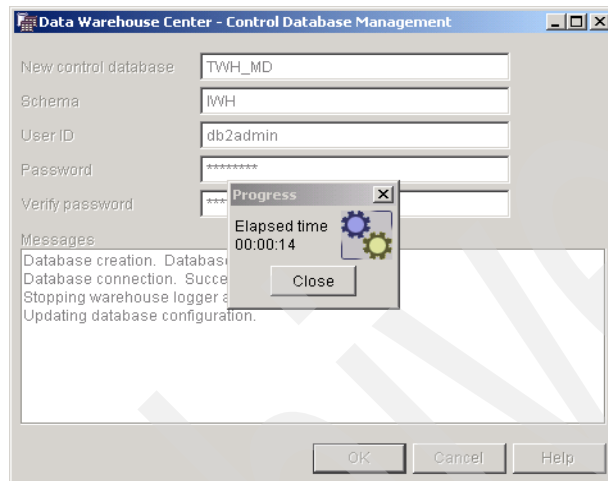 Data Warehouse Center - Control Database Management
New control database TWH_MD
Schema IWH
User ID db2admin
Password ********
Verify password ***
Progress
Elapsed time
00:00:14
Close
Messages
Database creation.
Database connection.
Stopping warehouse logger
Updating database configuration.
OK Cancel Help